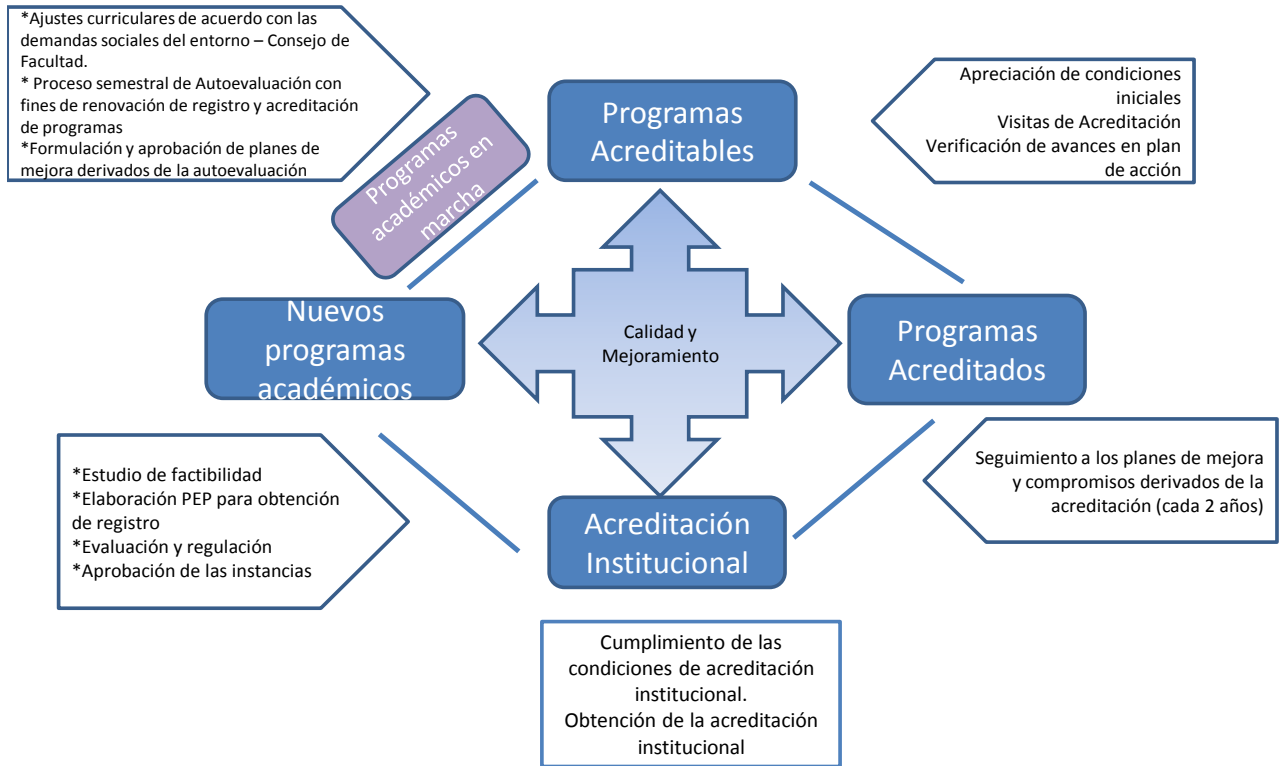 *Ajustes curriculares de acuerdo con las
demandas sociales del entorno – Consejo de
Facultad.
* Proceso semestral de Autoevaluación con
fines de renovación de registro y acreditación
de programas
*Formulación y aprobación de planes de
mejora derivados de la autoevaluación
Programas
académicos en
marcha
Programas
Acreditables
Apreciación de condiciones
iniciales
Visitas de Acreditación
Verificación de avances en plan
de acción
Nuevos
programas
académicos
Calidad y
Mejoramiento
Programas
Acreditados
*Estudio de factibilidad
*Elaboración PEP para obtención
de registro
*Evaluación y regulación
*Aprobación de las instancias
Acreditación
Institucional
Seguimiento a los planes de mejora
y compromisos derivados de la
acreditación (cada 2 años)
Cumplimiento de las
condiciones de acreditación
institucional.
Obtención de la acreditación
institucional